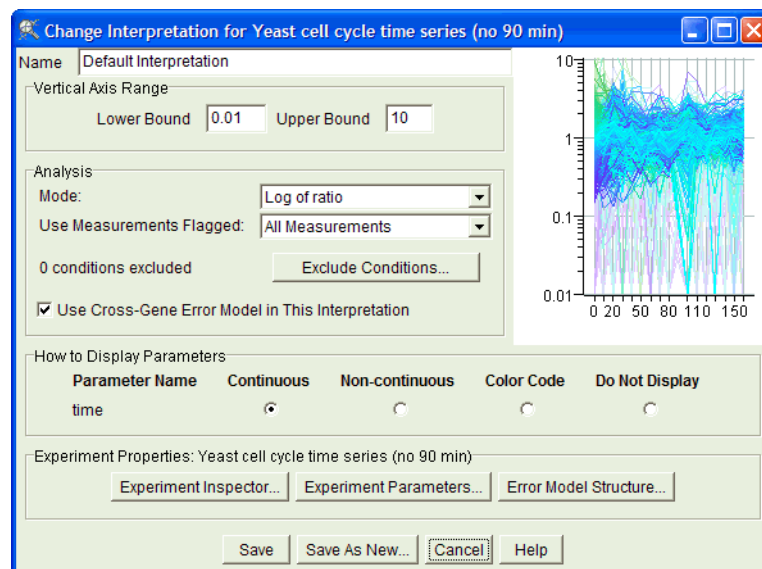 Change Interpretation for Yeast cell cycle time series (no 90 min)
Name Default Interpretation
Vertical Axis Range
Lower Bound 0.01 Upper Bound 10
Analysis
Mode: Log of ratio
Use Measurements Flagged: All Measurements
0 conditions excluded Exclude Conditions...
Use Cross-Gene Error Model in This Interpretation
10
1
0.1
0.01
0 20 50 80 110 150
How to Display Parameters
Parameter Name Continuous Non-continuous Color Code Do Not Display
time
Experiment Properties: Yeast cell cycle time series (no 90 min)
Experiment Inspector... Experiment Parameters... Error Model Structure...
Save Save As New... Cancel Help